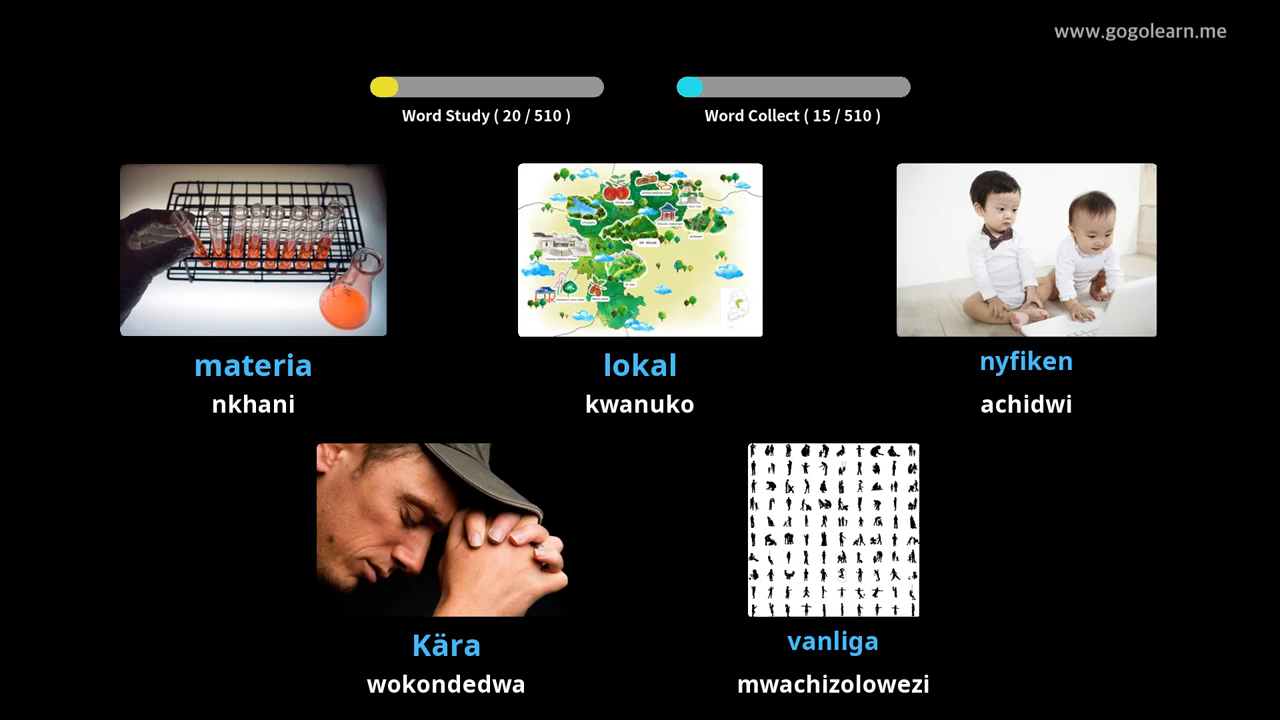 www.gogolearn.me
Word Study ( 20 / 510 )
Word Collect ( 15 / 510 )
materia
nkhani
lokal
kwanuko
nyfiken
achidwi
Kära
wokondedwa
vanliga
mwachizolowezi